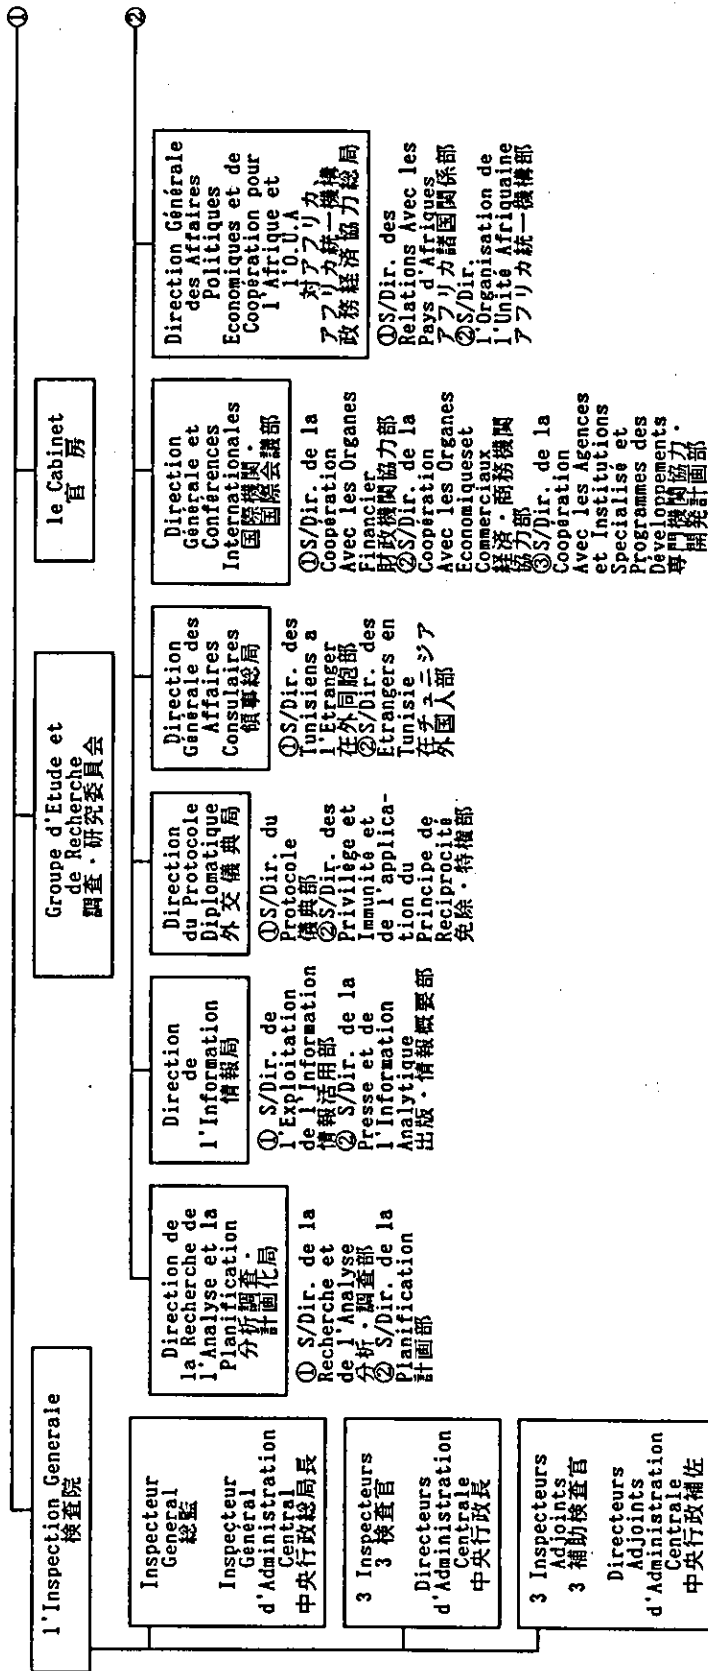 ①
②
l'Inspection Generale
検査院
Groupe d'Etude et
de Recherche
調査・研究委員会
le Cabinet
官 房
Inspecteur
General
総監
Inspecteur
Général
d'Administration
Central
中央行政総局長
3 Inspecteurs
3 検査官
Directeurs
d'Administration
Centrale
中央行政長
3 Inspecteurs
Adjoints
3 補助検査官
Directeurs
Adjoints
d'Administration
Centrale
中央行政補佐
Direction de
la Recherche de
l'Analyse et la
Planification
分析調査・
計画化局
① S/Dir. de la
Recherche et
de l'Analyse
分析・調査部
② S/Dir. de la
Planification
計画部
Direction
de
l'Information
情報局
① S/Dir. de
l'Exploitation
de l'Information
情報活用部
② S/Dir. de la
Presse et de
l'Information
Analytique
出版・情報概要部
Direction
du Protocole
Diplomatique
外交儀典局
①S/Dir. du
Protocole
儀典部
②S/Dir. des
Privilège et
Immunité et
de l'applica-
tion du
Principe de
Reciprocité
免除・特権部
Direction
Générale des
Affaires
Consulaires
領事総局
①S/Dir. des
Tunisiens a
l'Etranger
在外同胞部
②S/Dir. des
Etrangers en
Tunisie
在チュニジア
外国人部
Direction
Générale et
Conférences
Internationales
国際機関・
国際会議部
①S/Dir. de la
Coopération
Avec les Organes
Financier
財政機関協力部
②S/Dir. de la
Coopération
Avec les Organes
Economiqueset
Commerciaux
経済・商務機関
協力部
③S/Dir. de la
Coopération
Avec les Agences
et Institutions
Specialisé et
Programmes des
Développements
専門機関協力・
開発計画部
Direction Générale
des Affaires
Politiques
Economiques et de
Coopération pour
l'Afrique et
l'O.U.A
対アフリカ、
アフリカ統一機構
政務経済協力総局
①S/Dir. des
Relations Avec les
Pays d'Afriques
アフリカ諸国関係部
②S/Dir.
l'Organisation de
l'Unité Afriquaine
アフリカ統一機構部